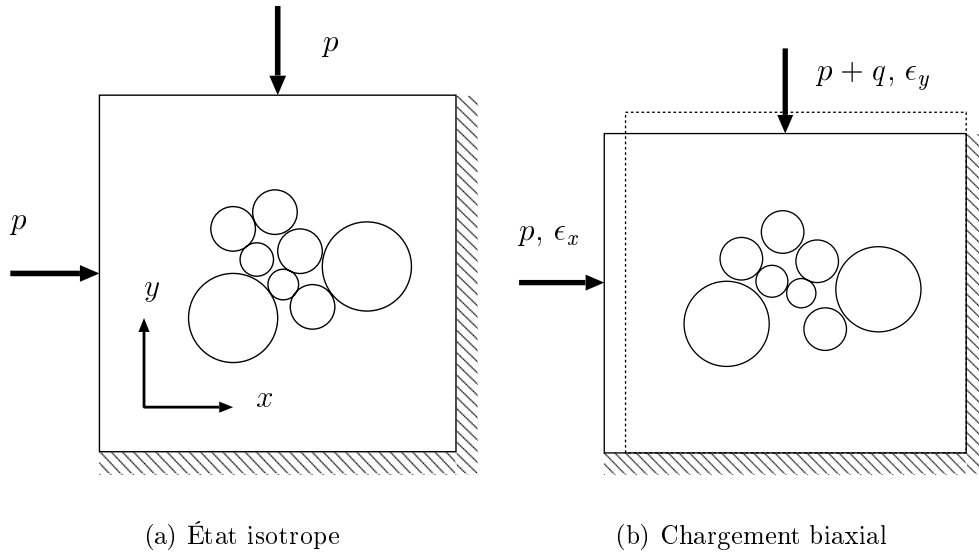 p
p + q, ϵ_y
p
p, ϵ_x
y
x
(a) État isotrope
(b) Chargement biaxial